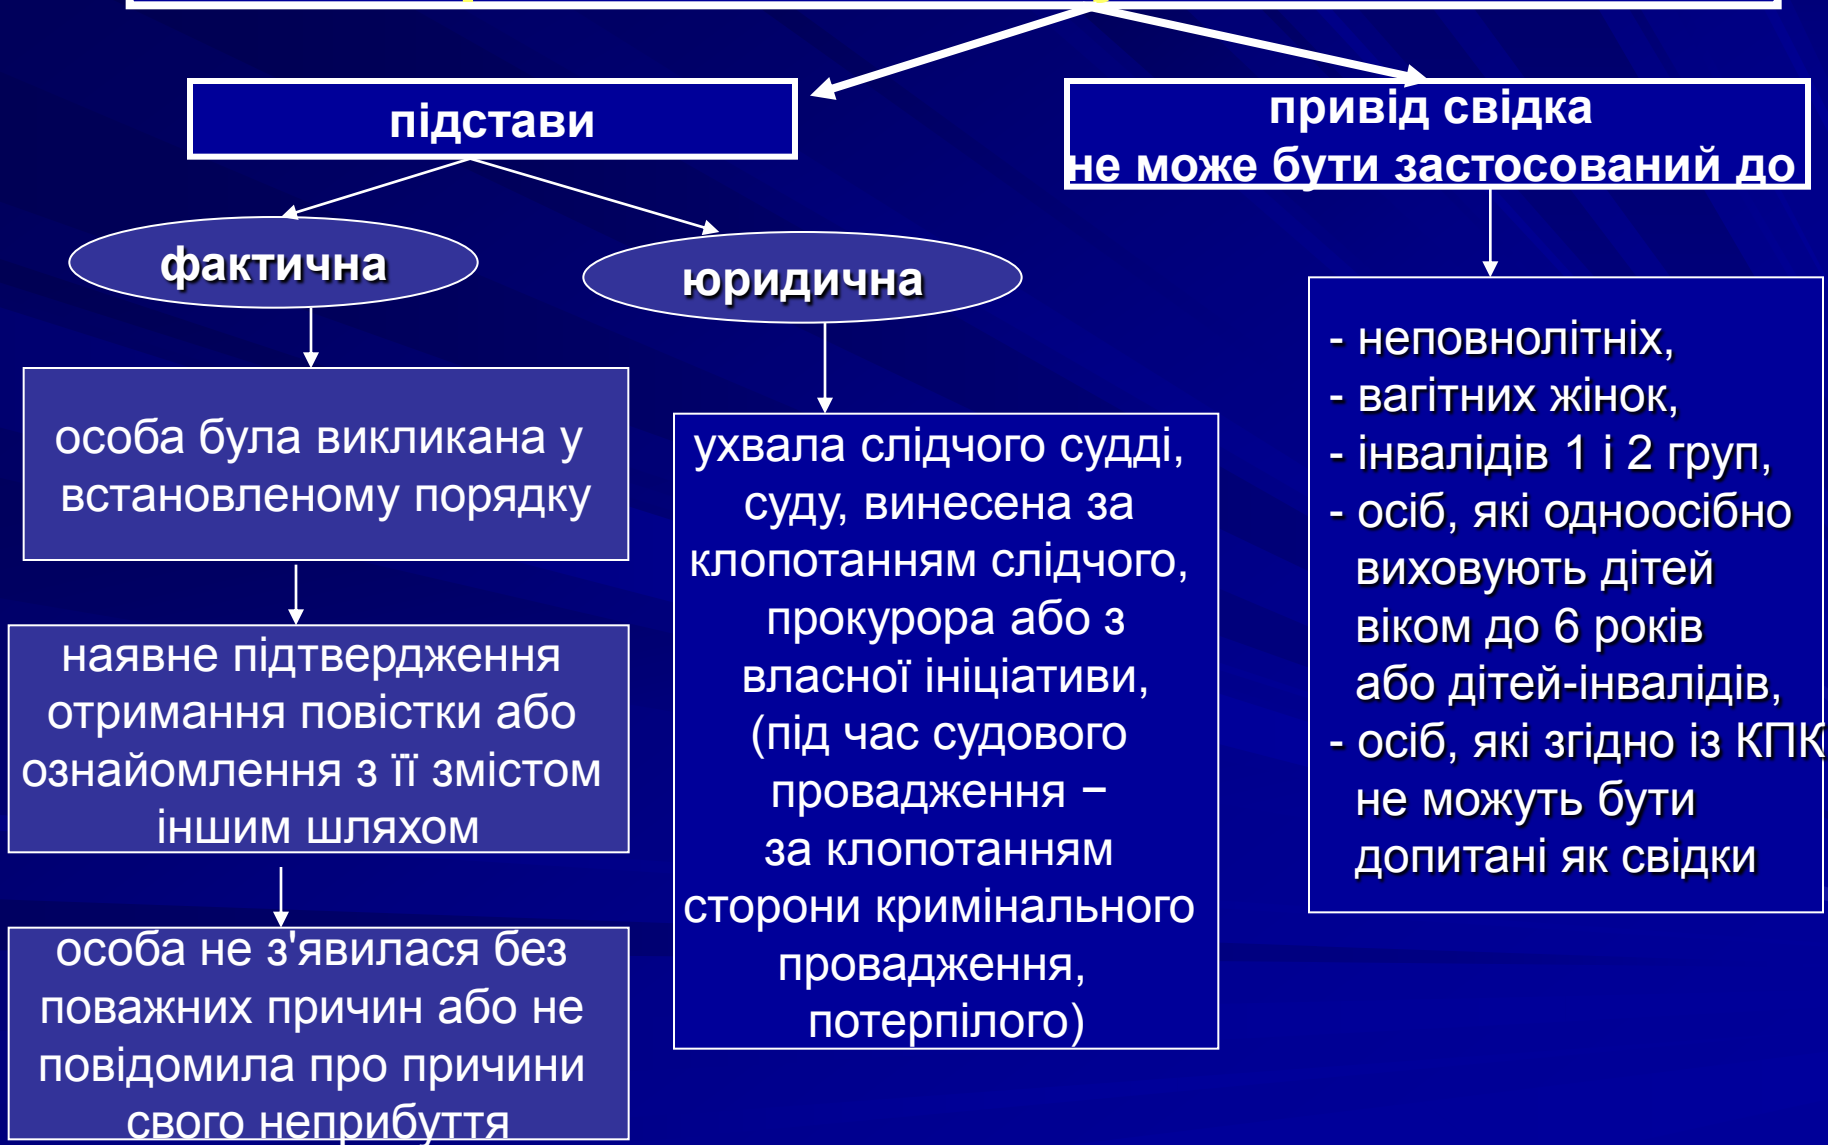 підстави
привід свідка
не може бути застосований до
фактична
юридична
особа була викликана у
встановленому порядку
наявне підтвердження
отримання повістки або
ознайомлення з її змістом
іншим шляхом
особа не з'явилася без
поважних причин або не
повідомила про причини
свого неприбуття
ухвала слідчого судді,
суду, винесена за
клопотанням слідчого,
прокурора або з
власної ініціативи,
(під час судового
провадження –
за клопотанням
сторони кримінального
провадження,
потерпілого)
- неповнолітніх,
- вагітних жінок,
- інвалідів 1 і 2 груп,
- осіб, які одноосібно
виховують дітей
віком до 6 років
або дітей-інвалідів,
- осіб, які згідно із КПК
не можуть бути
допитані як свідки